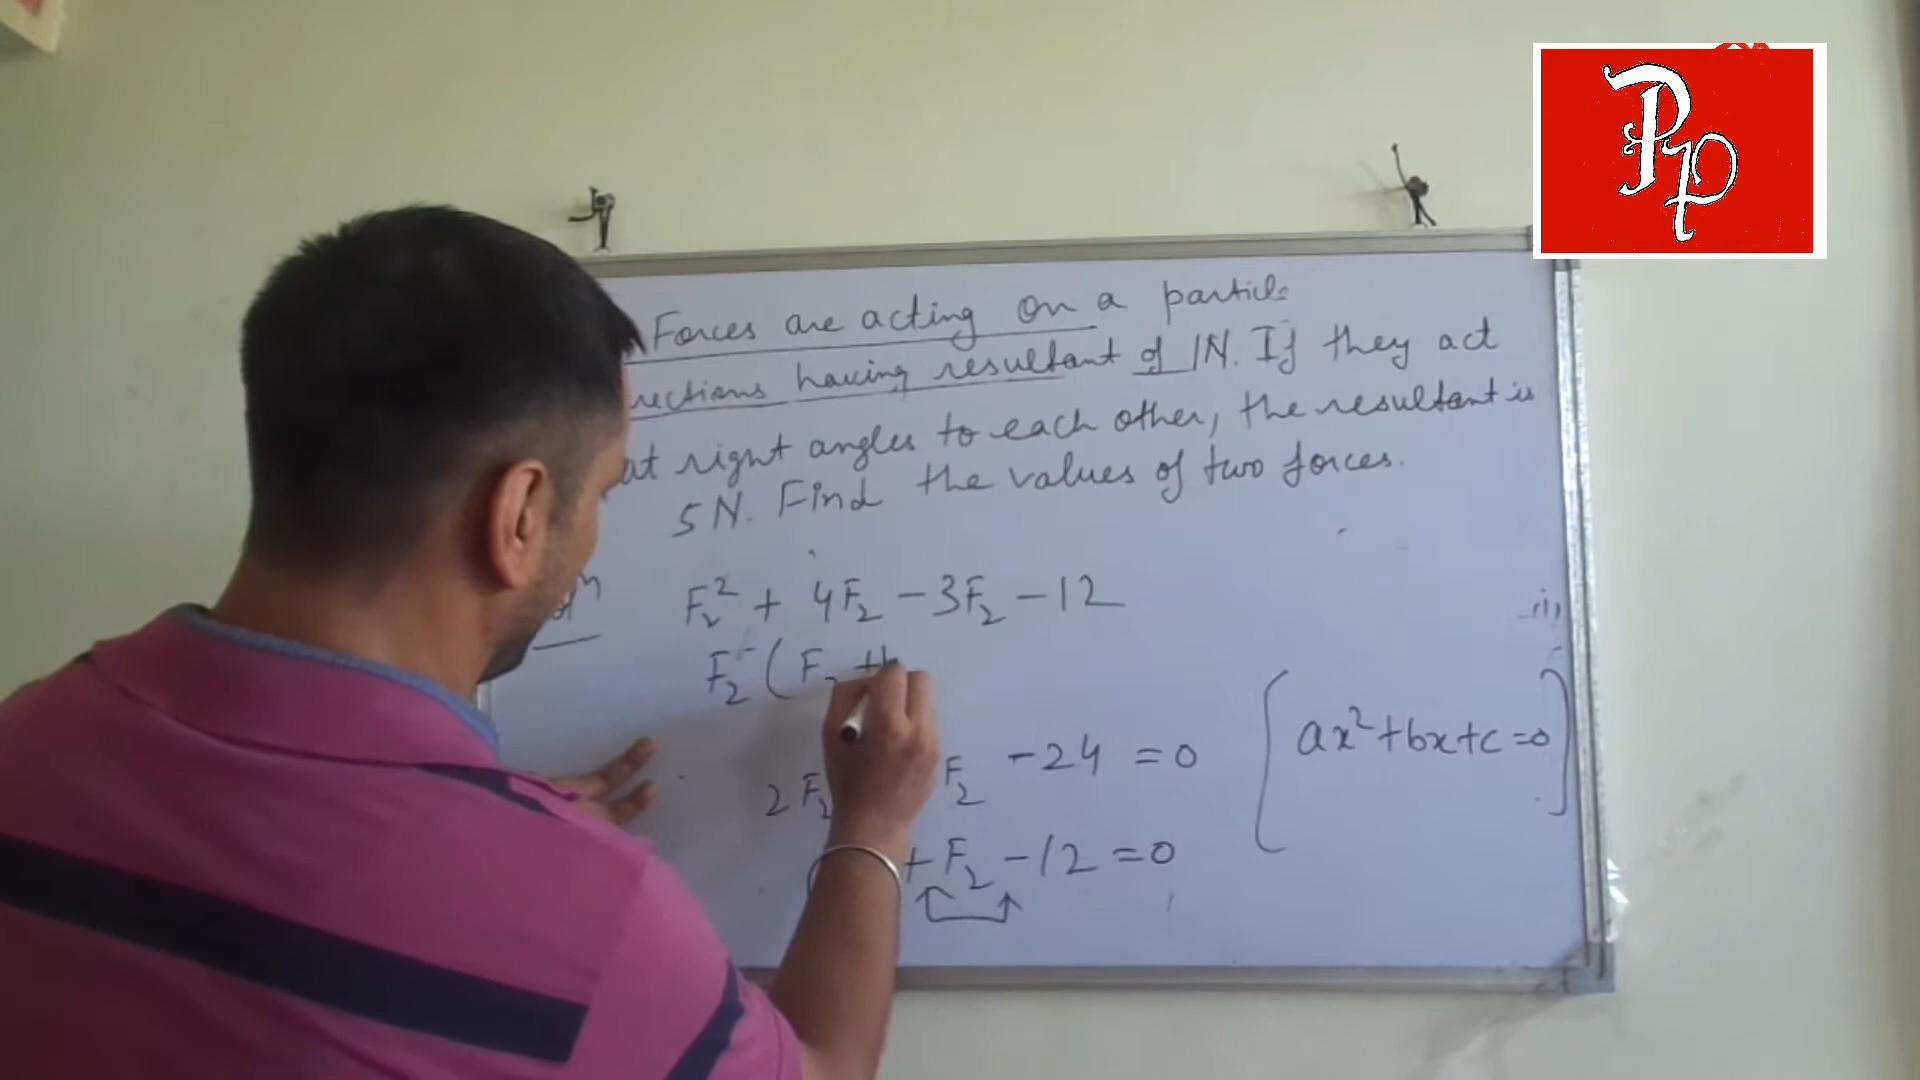 Forces are acting on a particle
rections having resultant of 1N. If they act
at right angles to each other, the resultant is
5N. Find the values of two forces.
F₂² + 4F₂ - 3F₂ - 12
F₂ (F₂ +
2F₂ F₂ - 24 = 0
+ F₂ - 12 = 0
[ax² + bx + c = 0]
Pp